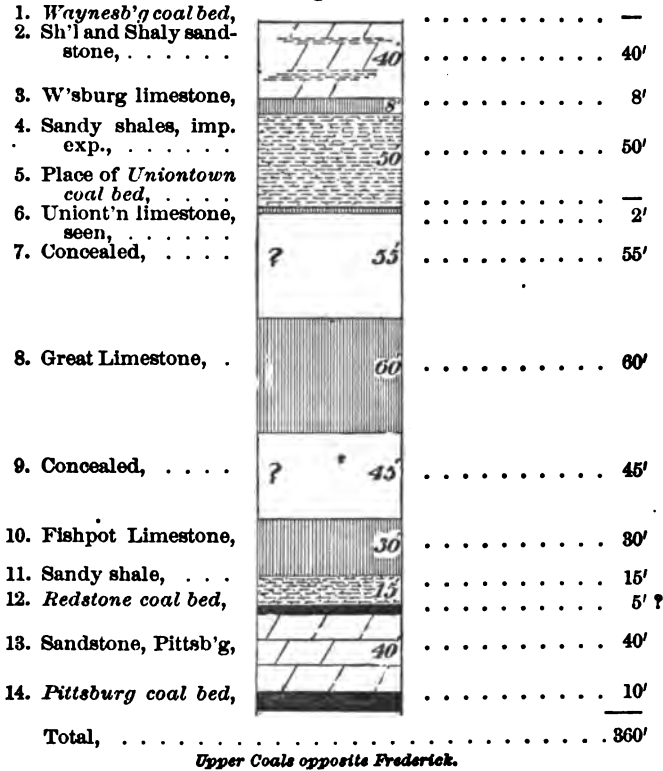 1. Waynesb'g coal bed, . . . . . . . . . . —
2. Sh'l and Shaly sand-
stone, . . . . . . 40' . . . . . . . . . . 40'
3. W'sburg limestone, 8' . . . . . . . . . . 8'
4. Sandy shales, imp.
exp., . . . . . . 50 . . . . . . . . . . 50'
5. Place of Uniontown
coal bed, . . . . . . . . . . . . . . —
6. Uniont'n limestone, . . . . . . . . . . 2'
seen, . . . . . .
7. Concealed, . . . . ? 55' . . . . . . . . . . 55'
8. Great Limestone, . 60' . . . . . . . . . . 60'
9. Concealed, . . . . ? 45' . . . . . . . . . . 45'
10. Fishpot Limestone, 30' . . . . . . . . . . 30'
11. Sandy shale, . . . 15' . . . . . . . . . . 15'
12. Redstone coal bed, . . . . . . . . . . 5' ?
13. Sandstone, Pittsb'g, 40' . . . . . . . . . . 40'
14. Pittsburg coal bed, . . . . . . . . . . 10'
Total, . . . . . . . . . . . . . . . . . . . . . 360'
Upper Coals opposite Frederick.